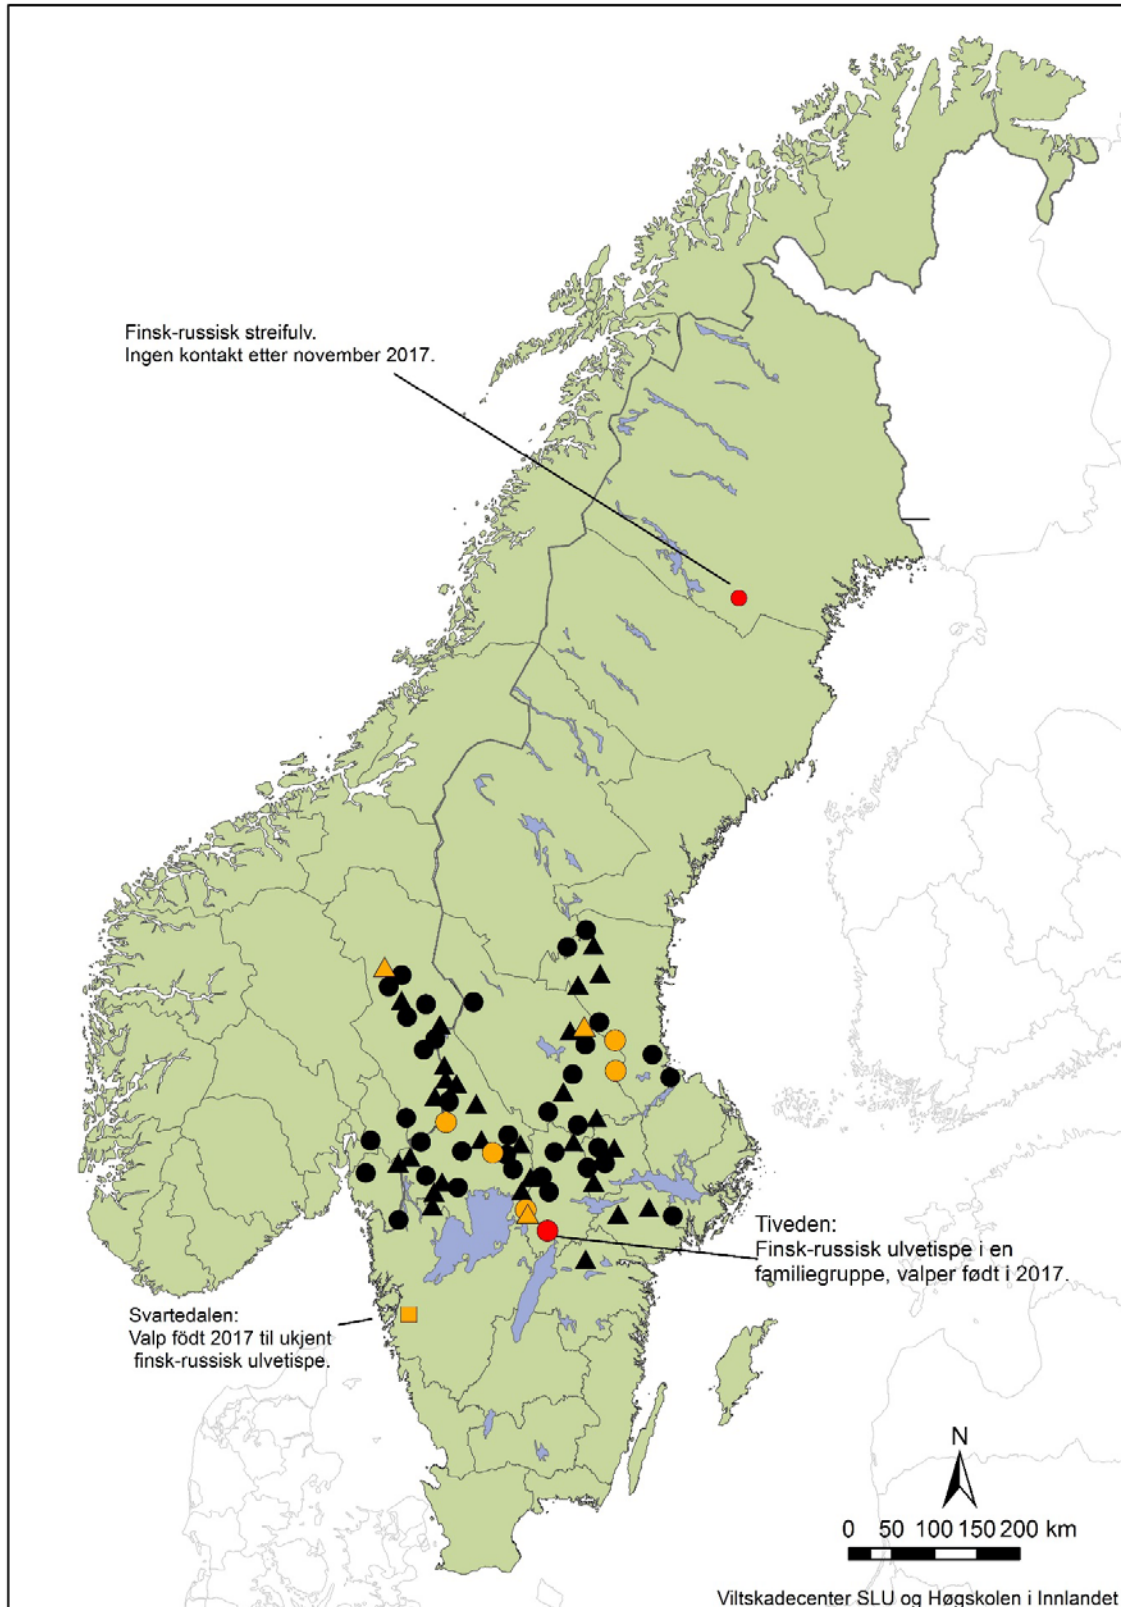 Finsk-russisk streifulv.
Ingen kontakt etter november 2017.
Tiveden:
Finsk-russisk ulvetispe i en
familiegruppe, valper født i 2017.
Svartedalen:
Valp födt 2017 til ukjent
finsk-russisk ulvetispe.
N
0 50 100 150 200 km
Viltskadecenter SLU og Høgskolen i Innlandet